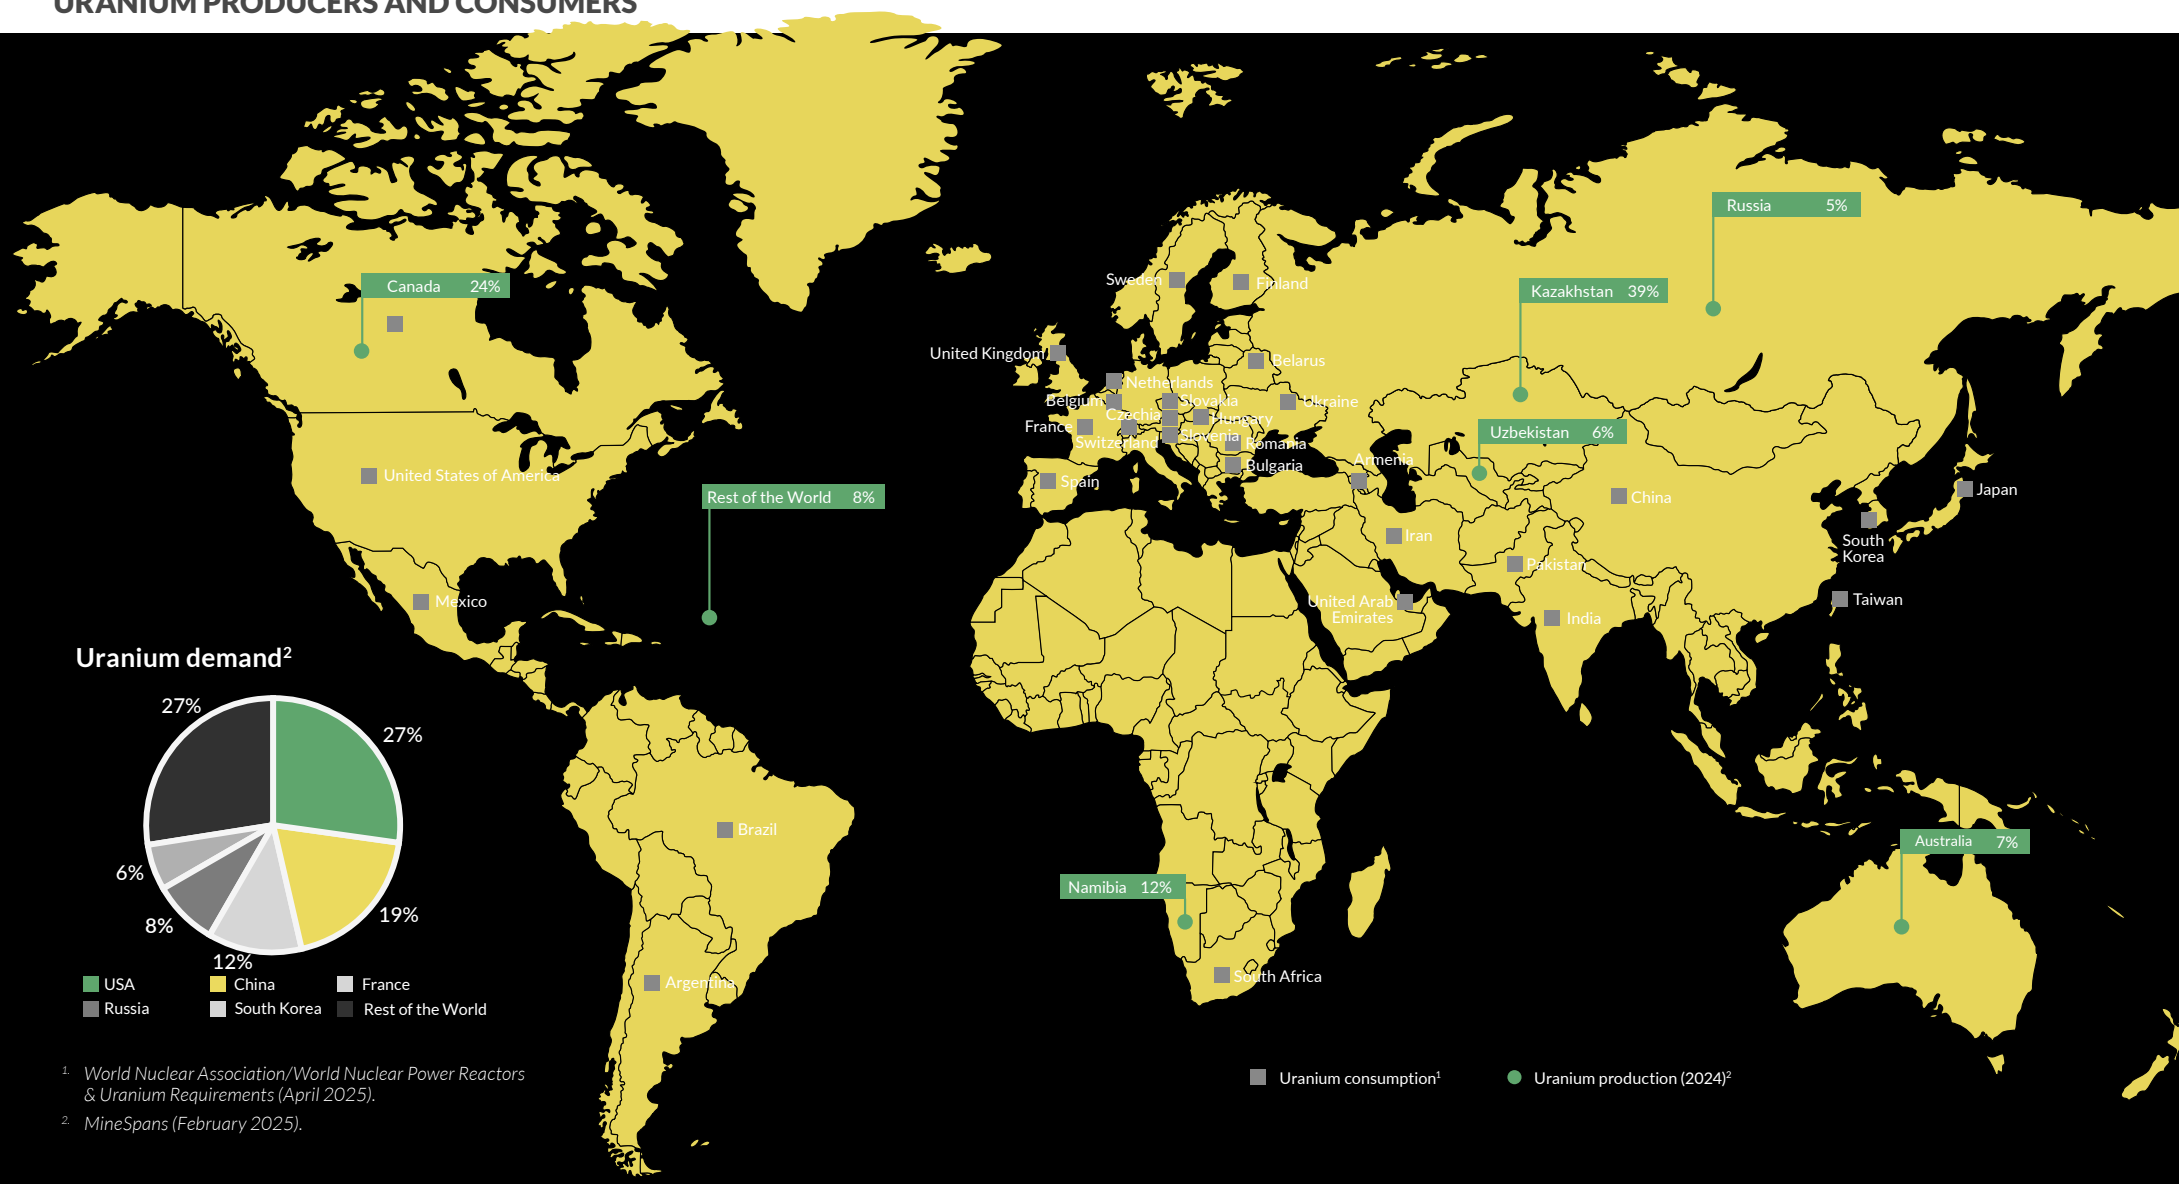 URANIUM PRODUCERS AND CONSUMERS
Russia 5%
Canada 24%
Kazakhstan 39%
Sweden
Finland
United Kingdom
Belarus
Netherlands
Belgium
Slovakia
Ukraine
Czechia
Hungary
France
Switzerland
Slovenia
Romania
Bulgaria
Uzbekistan 6%
Armenia
United States of America
Spain
Rest of the World 8%
China
Japan
Iran
South
Korea
Pakistan
Mexico
United Arab
Emirates
India
Taiwan
Brazil
Australia 7%
Namibia 12%
South Africa
Argentina
Uranium demand2
27%
27%
6%
19%
8%
12%
USA
China
France
Russia
South Korea
Rest of the World
1. World Nuclear Association/World Nuclear Power Reactors
& Uranium Requirements (April 2025).
2. MineSpans (February 2025).
Uranium consumption1
Uranium production (2024)2